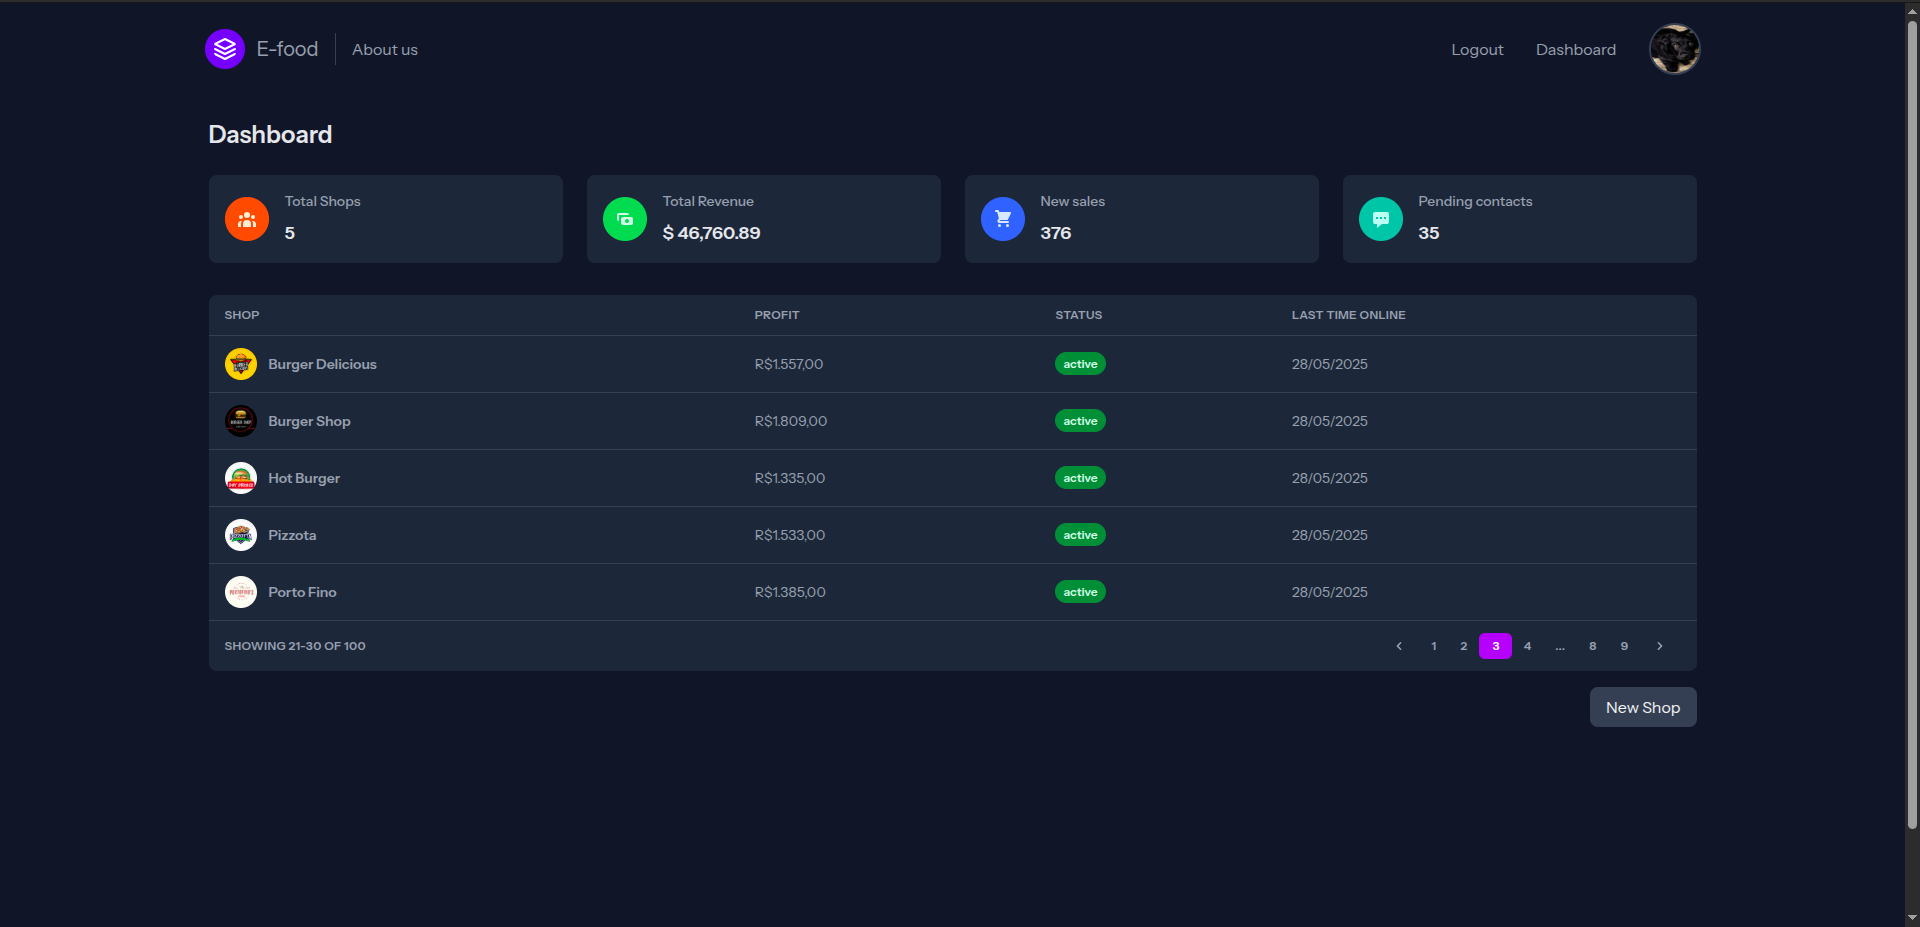 E-food
About us
Logout
Dashboard
Dashboard
Total Shops
5
Total Revenue
$ 46,760.89
New sales
376
Pending contacts
35
SHOP PROFIT STATUS LAST TIME ONLINE
Burger Delicious R$1.557,00 active 28/05/2025
Burger Shop R$1.809,00 active 28/05/2025
Hot Burger R$1.335,00 active 28/05/2025
Pizzota R$1.533,00 active 28/05/2025
Porto Fino R$1.385,00 active 28/05/2025
SHOWING 21-30 OF 100 1 2 3 4 ... 8 9
New Shop